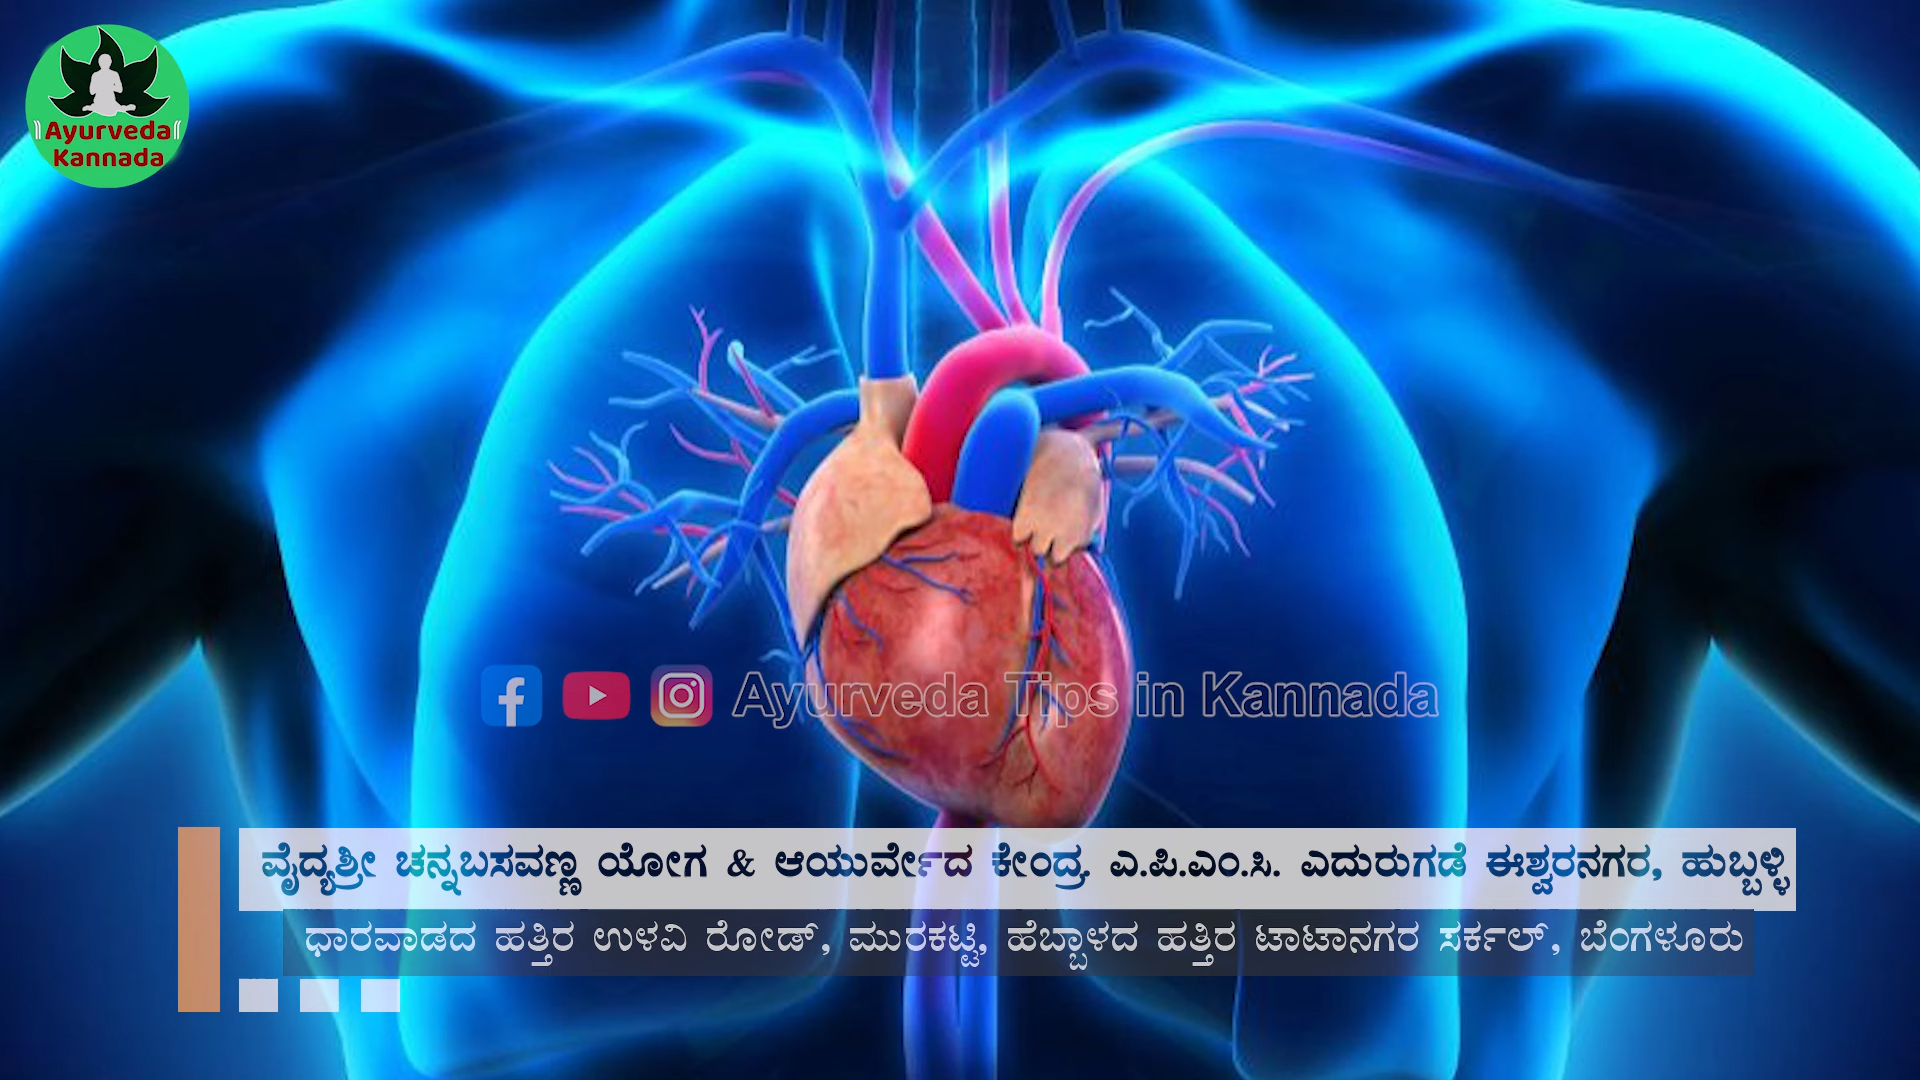 Ayurveda
Kannada
Ayurveda Tips in Kannada
ವೈದ್ಯಶ್ರೀ ಚನ್ನಬಸವಣ್ಣ ಯೋಗ & ಆಯುರ್ವೇದ ಕೇಂದ್ರ, ಎ.ಪಿ.ಎಂ.ಸಿ. ಎದುರುಗಡೆ ಈಶ್ವರನಗರ, ಹುಬ್ಬಳ್ಳಿ
ಧಾರವಾಡದ ಹತ್ತಿರ ಉಳವಿ ರೋಡ್, ಮುರಕಟ್ಟಿ, ಹೆಬ್ಬಾಳದ ಹತ್ತಿರ ಟಾಟಾನಗರ ಸರ್ಕಲ್, ಬೆಂಗಳೂರು